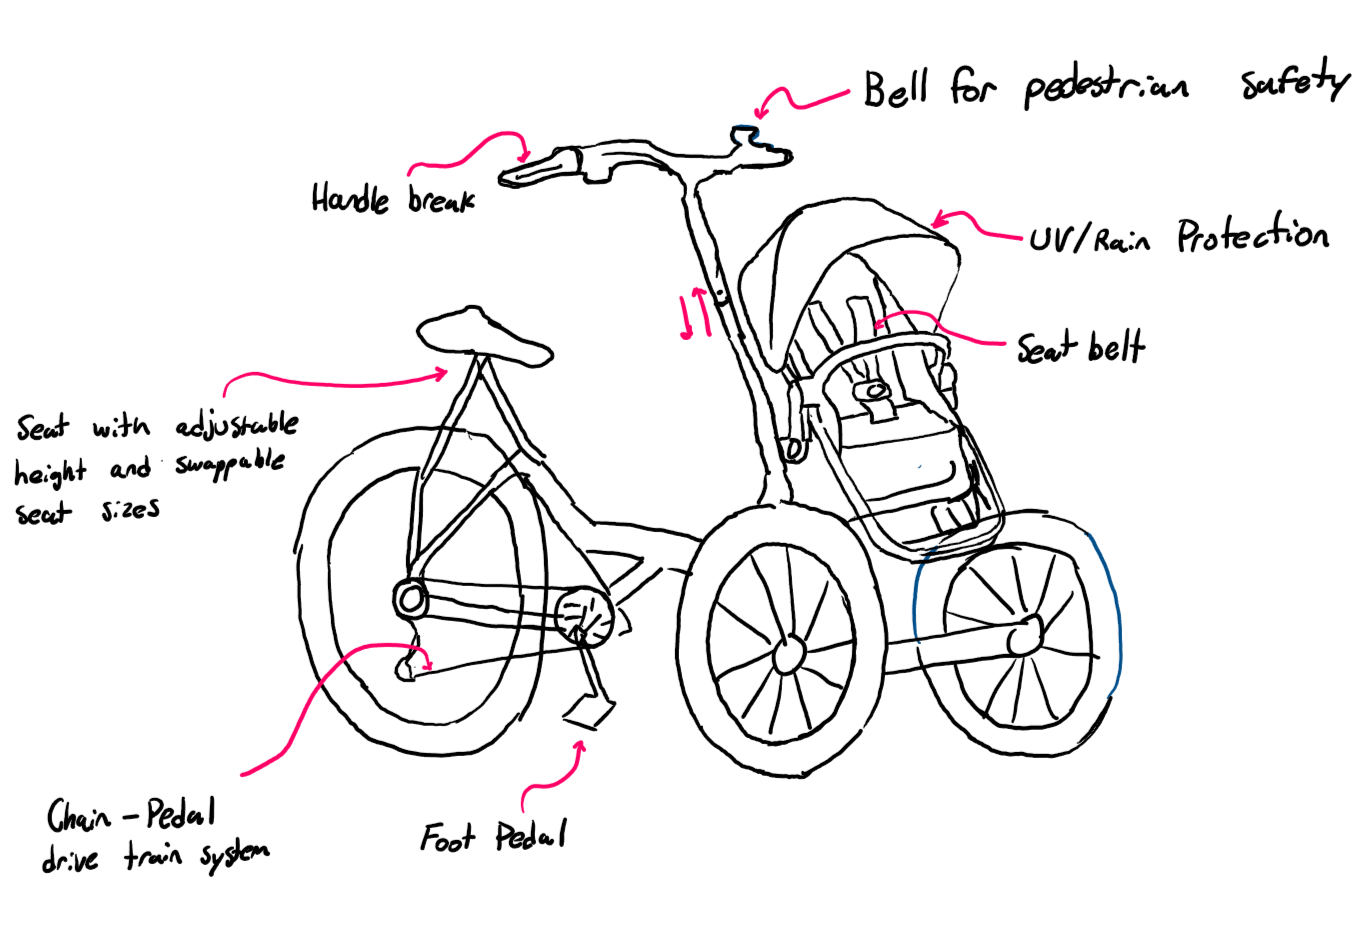 Bell for pedestrian safety
Handle break
UV/Rain Protection
Seat belt
Seat with adjustable
height and swappable
seat sizes
Chain-Pedal
drive train system
Foot Pedal